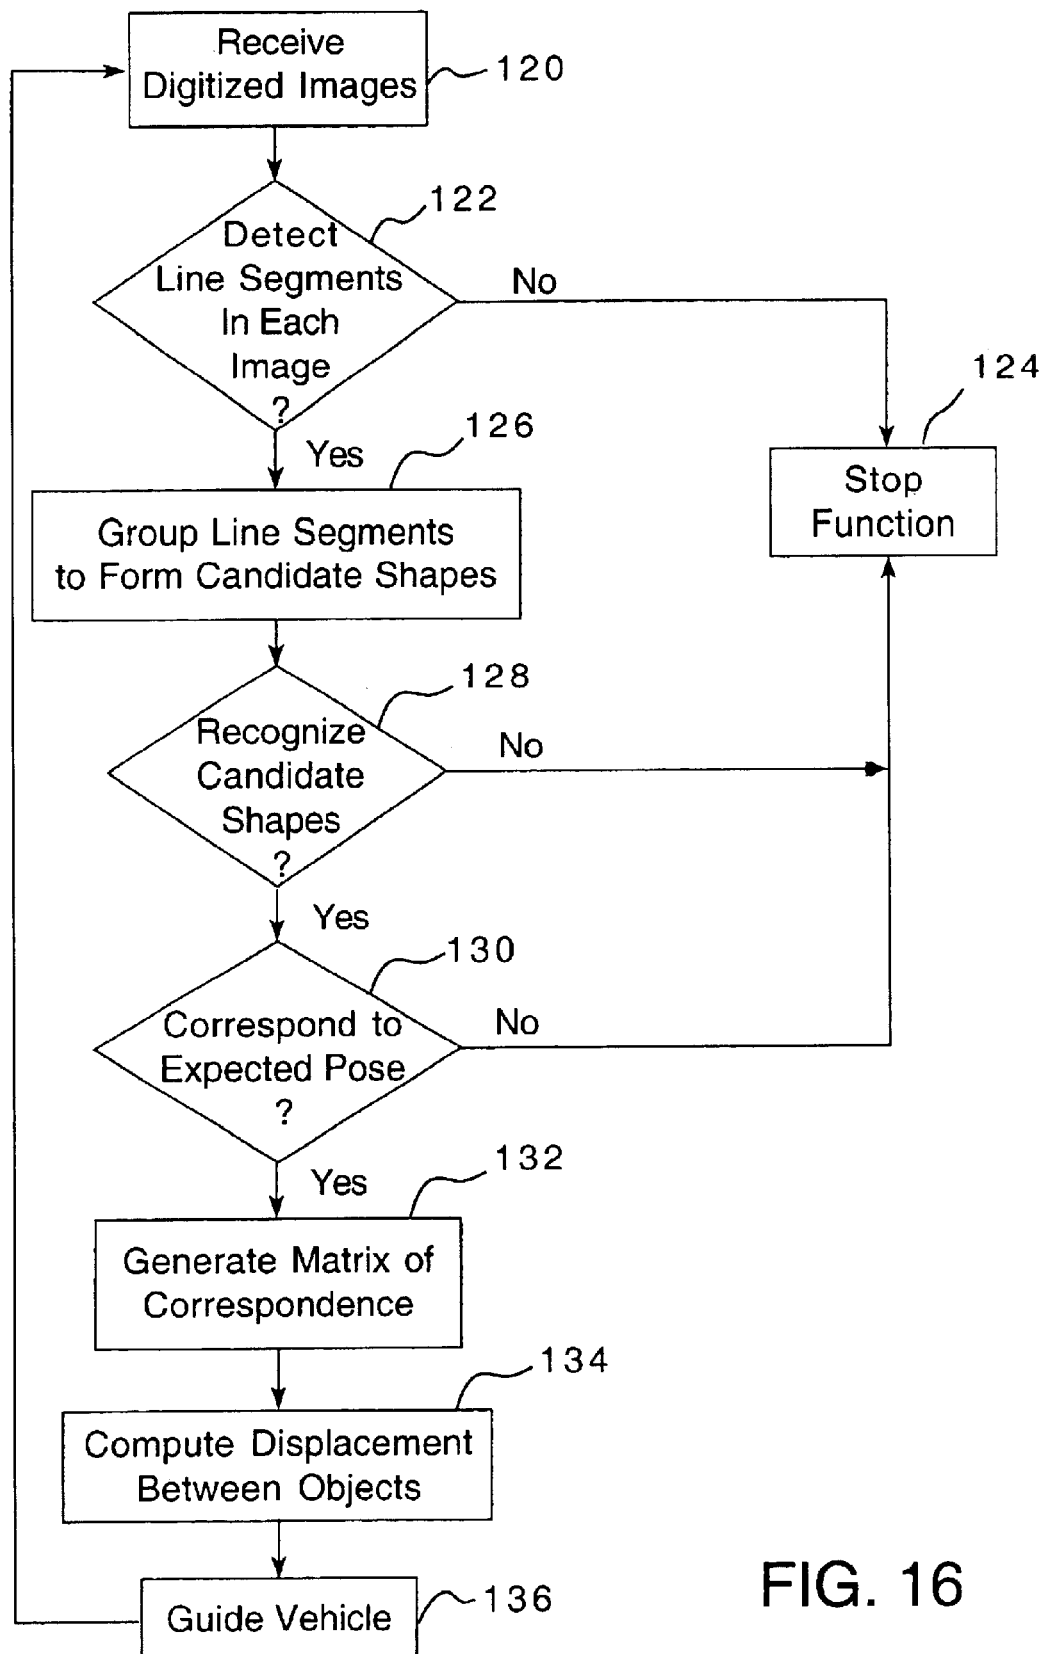 Receive
Digitized Images
120
122
Detect
Line Segments
In Each
Image
?
No
124
Stop
Function
Yes
126
Group Line Segments
to Form Candidate Shapes
128
Recognize
Candidate
Shapes
?
No
Yes
130
Correspond to
Expected Pose
?
No
Yes
132
Generate Matrix of
Correspondence
134
Compute Displacement
Between Objects
Guide Vehicle
136
FIG. 16